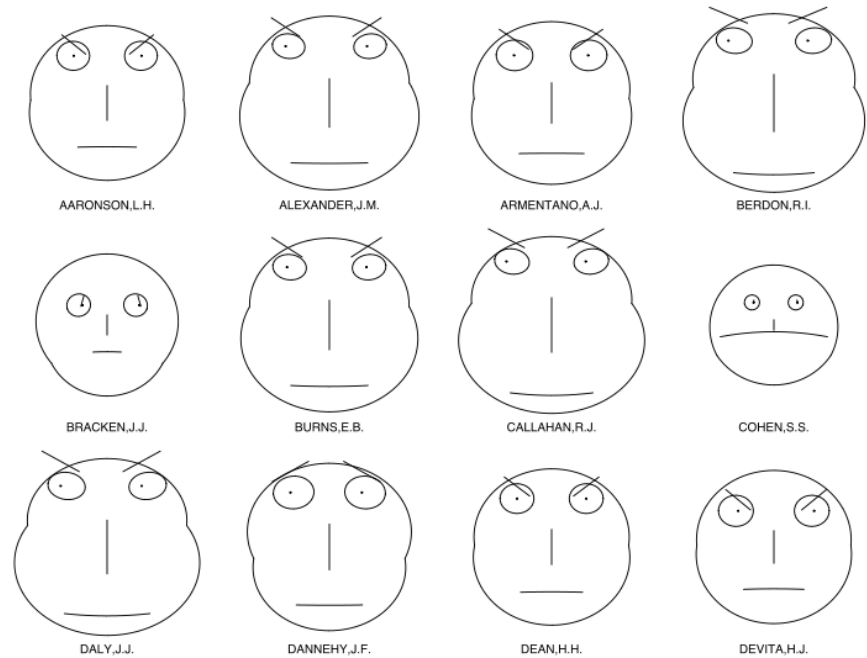 AARONSON,L.H.
ALEXANDER,J.M.
ARMENTANO,A.J.
BERDON,R.I.
BRACKEN,J.J.
BURNS,E.B.
CALLAHAN,R.J.
COHEN,S.S.
DALY,J.J.
DANNEHY,J.F.
DEAN,H.H.
DEVITA,H.J.